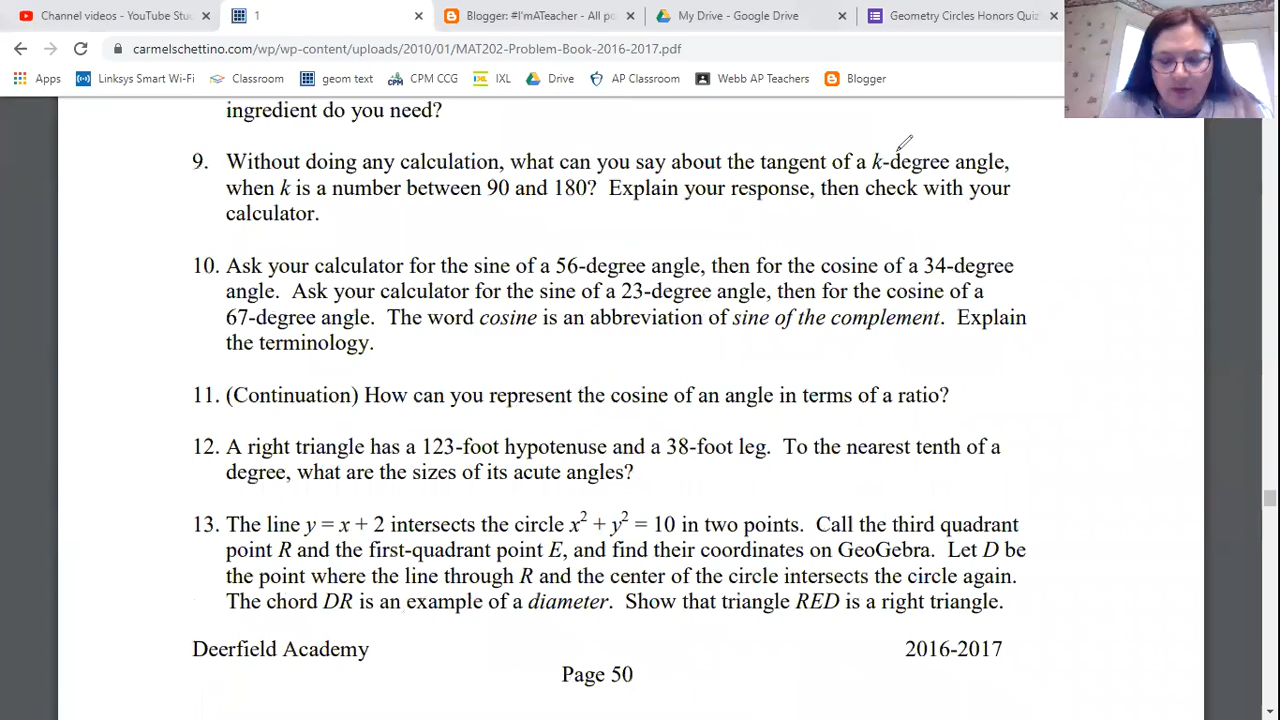 Channel videos - YouTube Stu
1
Blogger: #I'mATeacher - All po
My Drive - Google Drive
Geometry Circles Honors Quiz
carmelschettino.com/wp/wp-content/uploads/2010/01/MAT202-Problem-Book-2016-2017.pdf
Apps Linksys Smart Wi-Fi Classroom geom text CPM CCG IXL Drive AP Classroom Webb AP Teachers Blogger
ingredient do you need?
9. Without doing any calculation, what can you say about the tangent of a k-degree angle,
when k is a number between 90 and 180? Explain your response, then check with your
calculator.
10. Ask your calculator for the sine of a 56-degree angle, then for the cosine of a 34-degree
angle. Ask your calculator for the sine of a 23-degree angle, then for the cosine of a
67-degree angle. The word cosine is an abbreviation of sine of the complement. Explain
the terminology.
11. (Continuation) How can you represent the cosine of an angle in terms of a ratio?
12. A right triangle has a 123-foot hypotenuse and a 38-foot leg. To the nearest tenth of a
degree, what are the sizes of its acute angles?
13. The line y = x + 2 intersects the circle x² + y² = 10 in two points. Call the third quadrant
point R and the first-quadrant point E, and find their coordinates on GeoGebra. Let D be
the point where the line through R and the center of the circle intersects the circle again.
The chord DR is an example of a diameter. Show that triangle RED is a right triangle.
Deerfield Academy 2016-2017
Page 50